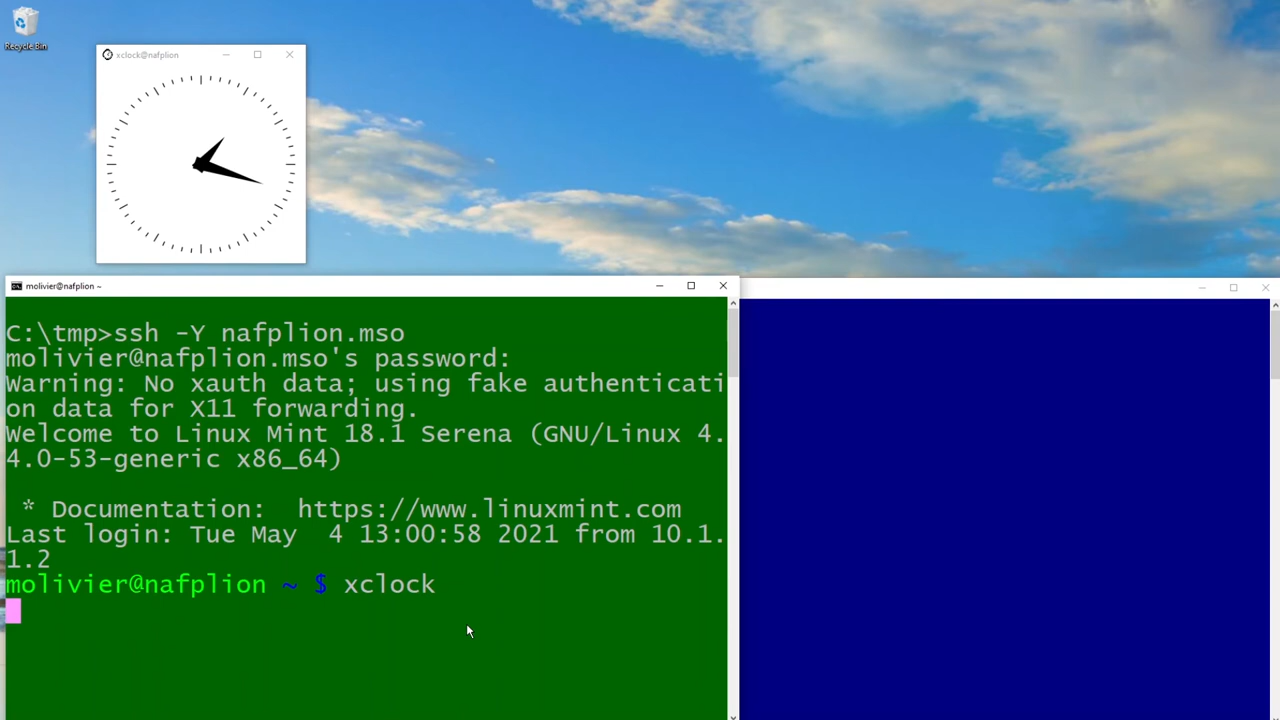 Recycle Bin
xclock@nafplion
molivier@nafplion ~
C:\tmp>ssh -Y nafplion.mso
molivier@nafplion.mso's password:
Warning: No xauth data; using fake authenticati
on data for X11 forwarding.
Welcome to Linux Mint 18.1 Serena (GNU/Linux 4.
4.0-53-generic x86_64)
* Documentation:  https://www.linuxmint.com
Last login: Tue May  4 13:00:58 2021 from 10.1.
1.2
molivier@nafplion ~ $ xclock